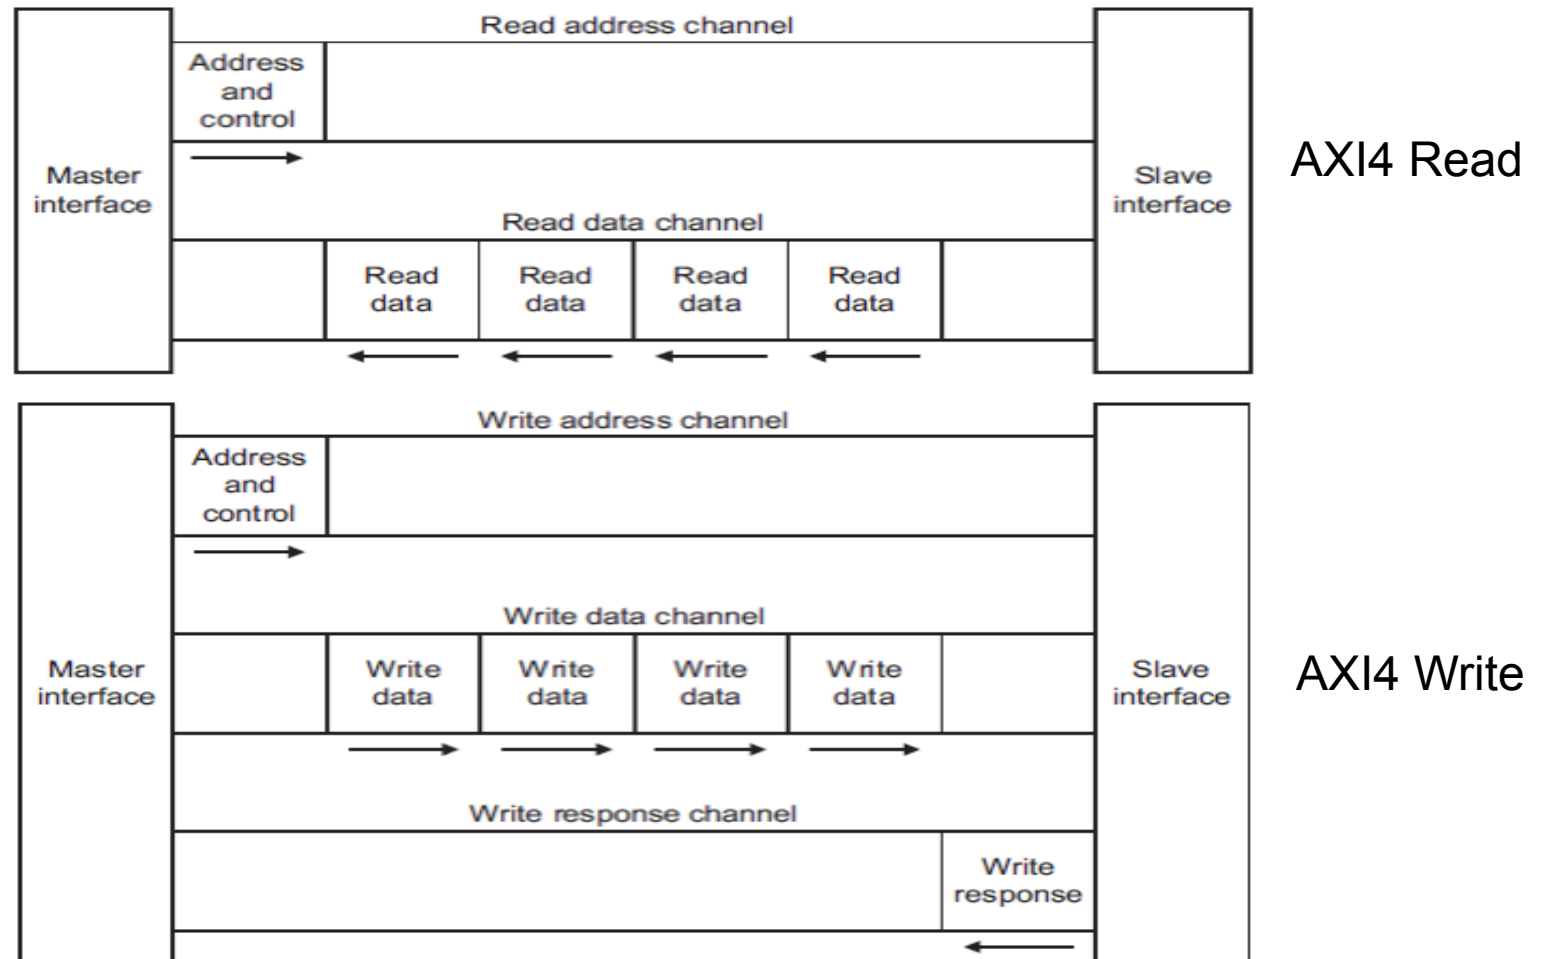 Read address channel
Address
and
control
Master
interface
Slave
interface
AXI4 Read
Read data channel
Read
data
Read
data
Read
data
Read
data
Write address channel
Address
and
control
Write data channel
Master
interface
Write
data
Write
data
Write
data
Write
data
Slave
interface
AXI4 Write
Write response channel
Write
response